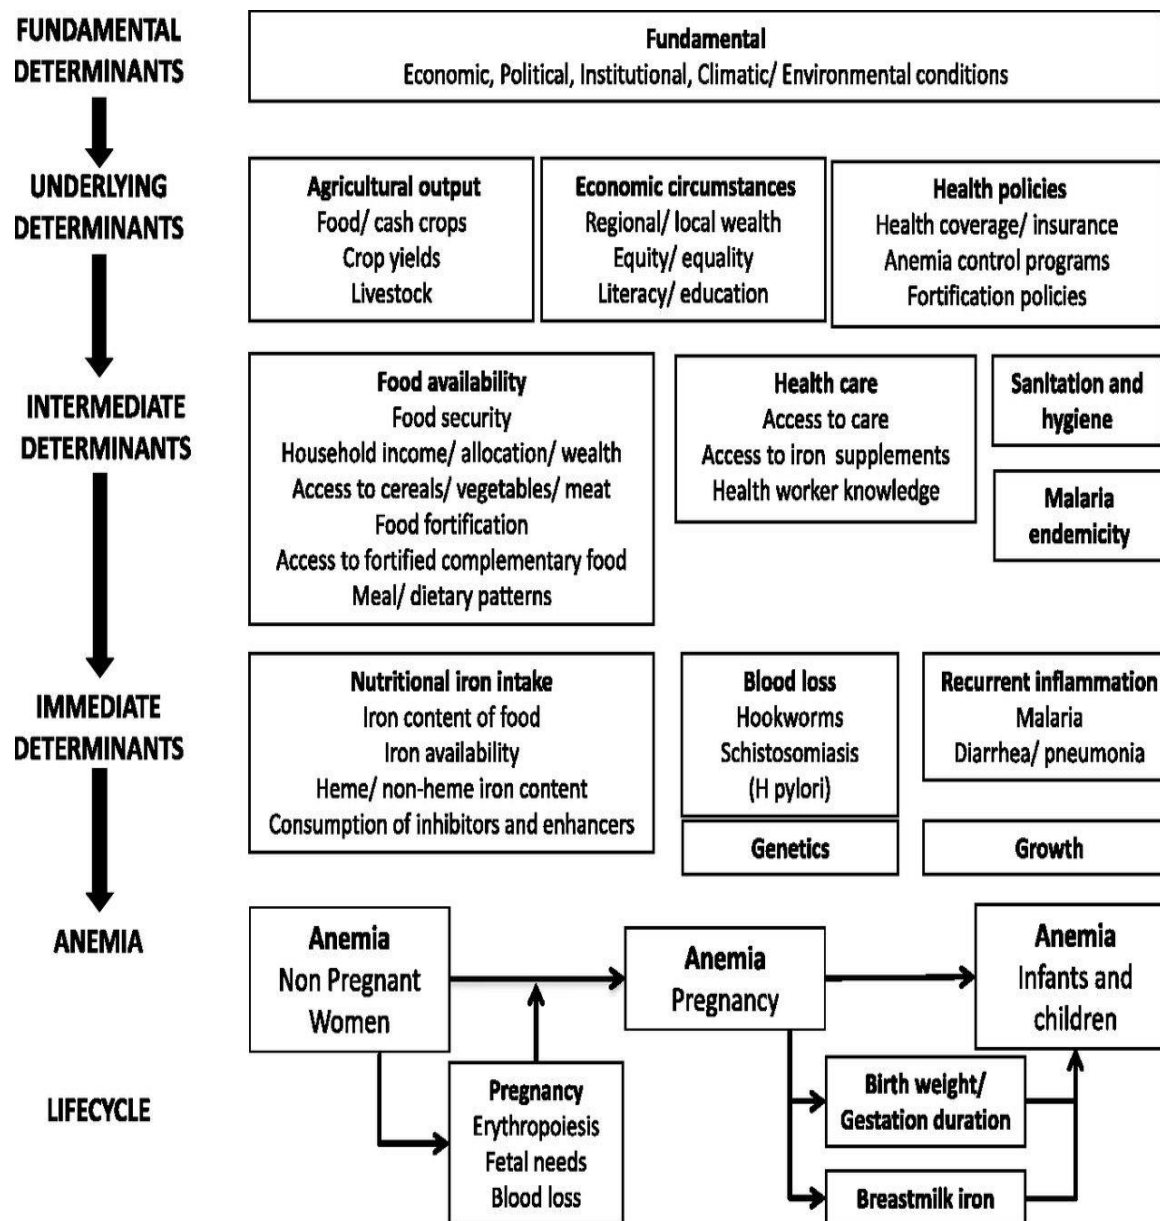 FUNDAMENTAL
DETERMINANTS
Fundamental
Economic, Political, Institutional, Climatic/ Environmental conditions
UNDERLYING
DETERMINANTS
Agricultural output
Food/ cash crops
Crop yields
Livestock
Economic circumstances
Regional/ local wealth
Equity/ equality
Literacy/ education
Health policies
Health coverage/ insurance
Anemia control programs
Fortification policies
INTERMEDIATE
DETERMINANTS
Food availability
Food security
Household income/ allocation/ wealth
Access to cereals/ vegetables/ meat
Food fortification
Access to fortified complementary food
Meal/ dietary patterns
Health care
Access to care
Access to iron supplements
Health worker knowledge
Sanitation and
hygiene
Malaria
endemicity
IMMEDIATE
DETERMINANTS
Nutritional iron intake
Iron content of food
Iron availability
Heme/ non-heme iron content
Consumption of inhibitors and enhancers
Blood loss
Hookworms
Schistosomiasis
(H pylori)
Recurrent inflammation
Malaria
Diarrhea/ pneumonia
Genetics
Growth
ANEMIA
Anemia
Non Pregnant
Women
Anemia
Pregnancy
Anemia
Infants and
children
LIFECYCLE
Pregnancy
Erythropoiesis
Fetal needs
Blood loss
Birth weight/
Gestation duration
Breastmilk iron